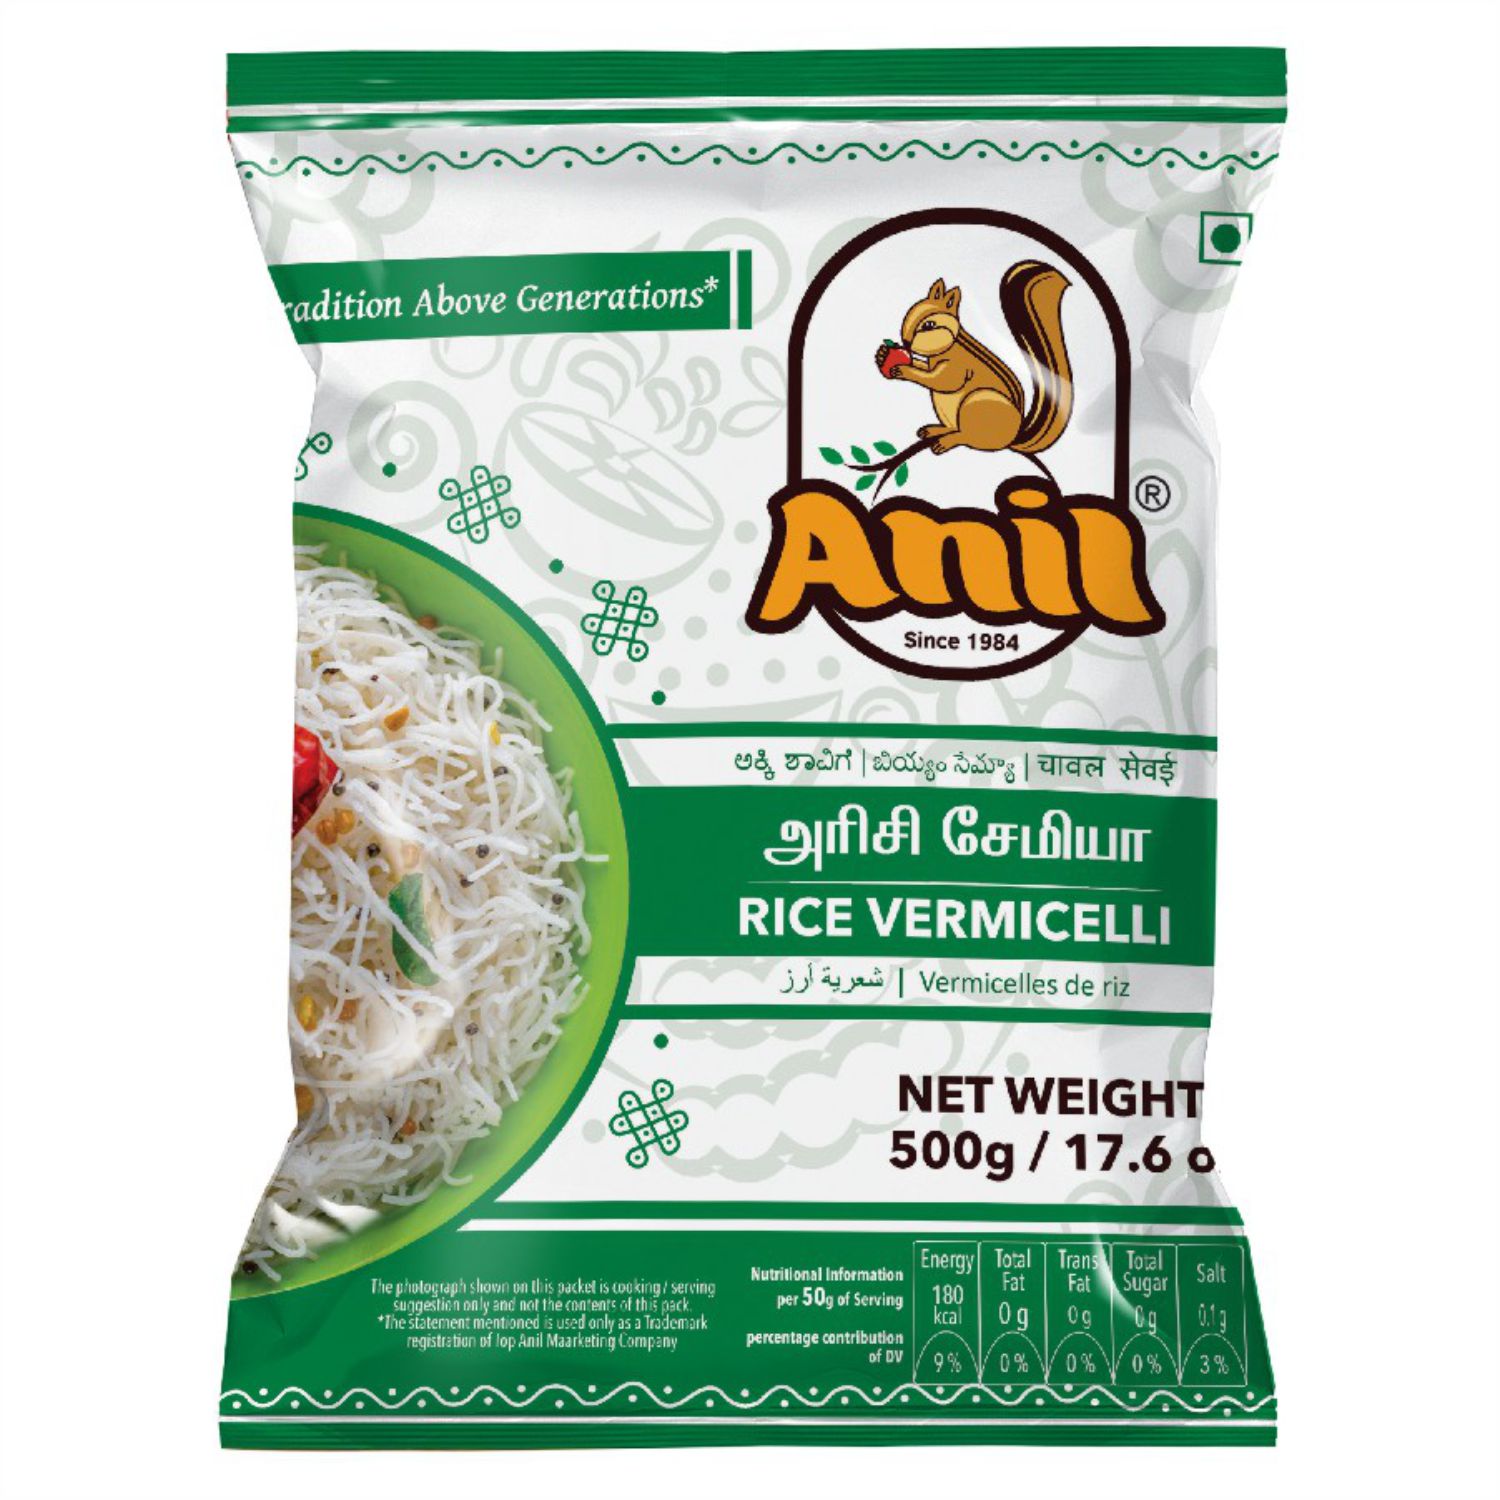 radition Above Generations*
Anil®
Since 1984
ಅಕ್ಕಿ ಶಾವಿಗೆ | బియ్యం సేమ్యా | चावल सेवई
அரிசி சேமியா
RICE VERMICELLI
شعرية أرز | Vermicelles de riz
NET WEIGHT
500g / 17.6 o
The photograph shown on this packet is cooking / serving
suggestion only and not the contents of this pack.
*The statement mentioned is used only as a Trademark
registration of Jop Anil Maarketing Company
Nutritional Information
per 50g of Serving
percentage contribution
of DV
Energy Total Fat Trans Fat Total Sugar Salt
180 kcal 0 g 0 g 0 g 0.1 g
9 % 0 % 0 % 0 % 3 %